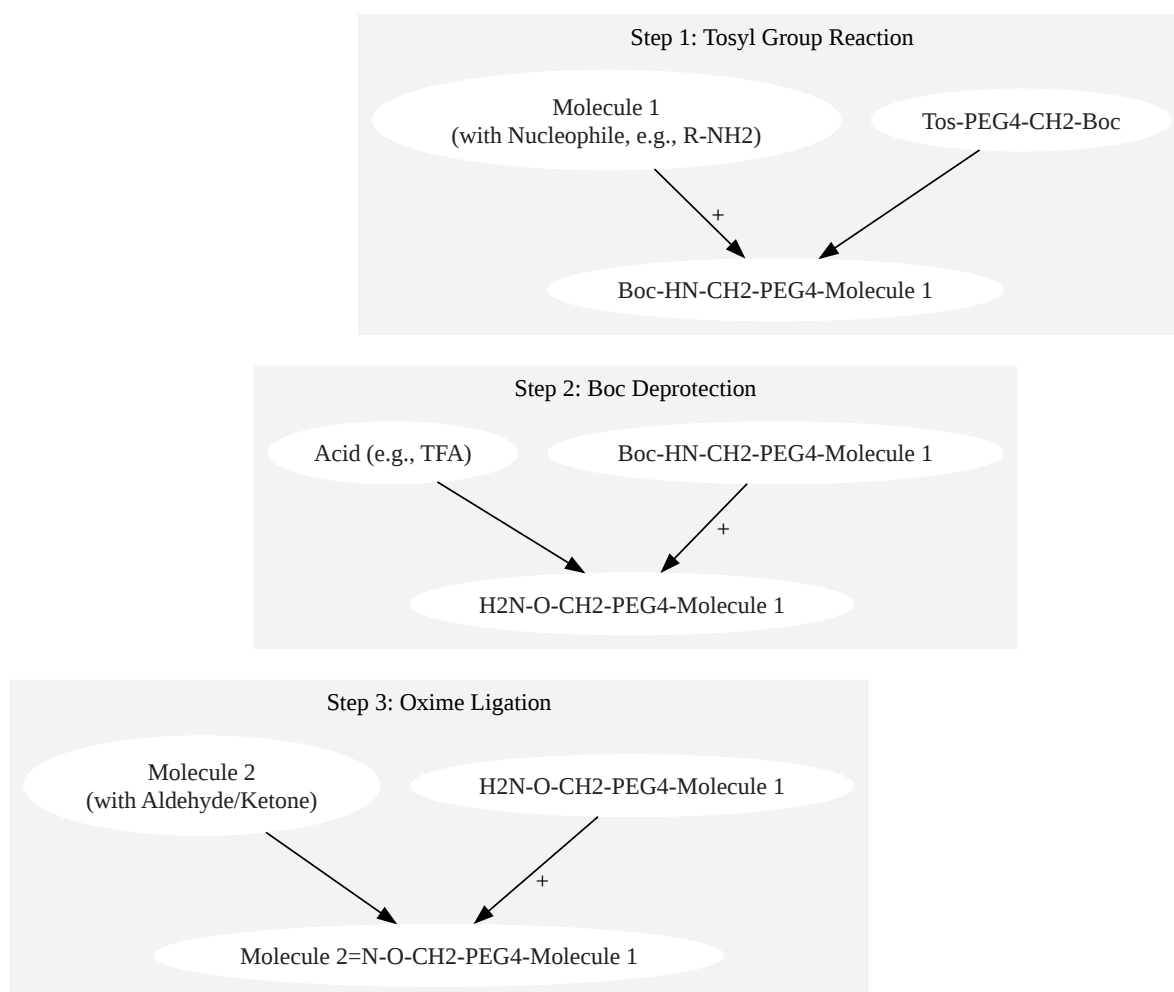 Step 1: Tosyl Group Reaction
Molecule 1
(with Nucleophile, e.g., R-NH2)
Tos-PEG4-CH2-Boc
+
Boc-HN-CH2-PEG4-Molecule 1
Step 2: Boc Deprotection
Acid (e.g., TFA)
Boc-HN-CH2-PEG4-Molecule 1
+
H2N-O-CH2-PEG4-Molecule 1
Step 3: Oxime Ligation
Molecule 2
(with Aldehyde/Ketone)
H2N-O-CH2-PEG4-Molecule 1
+
Molecule 2=N-O-CH2-PEG4-Molecule 1